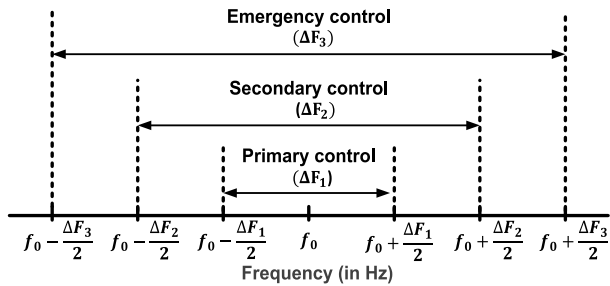 Emergency control
(ΔF₃)
Secondary control
(ΔF₂)
Primary control
(ΔF₁)
f₀ − ΔF₃/2 f₀ − ΔF₂/2 f₀ − ΔF₁/2 f₀ f₀ + ΔF₁/2 f₀ + ΔF₂/2 f₀ + ΔF₃/2
Frequency (in Hz)